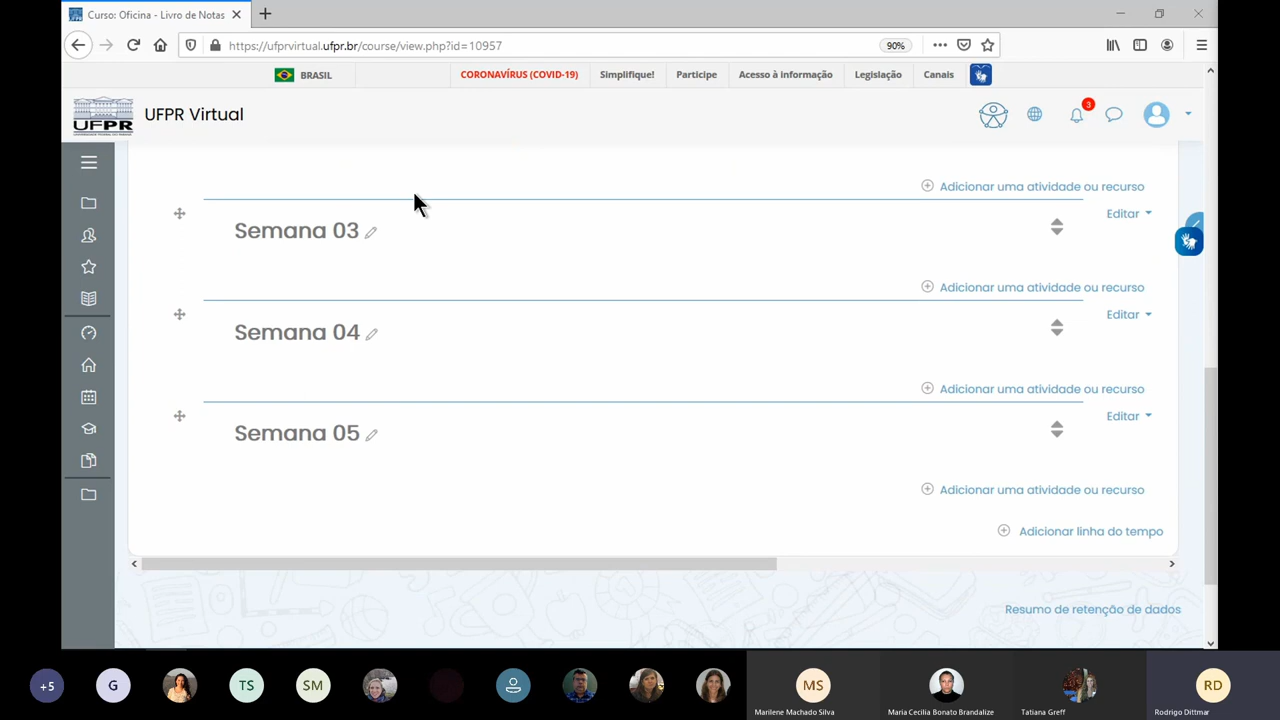 Curso: Oficina - Livro de Notas
https://ufprvirtual.ufpr.br/course/view.php?id=10957
90%
BRASIL
CORONAVÍRUS (COVID-19)
Simplifique!
Participe
Acesso à informação
Legislação
Canais
UFPR
UFPR Virtual
3
Adicionar uma atividade ou recurso
Semana 03
Editar
Adicionar uma atividade ou recurso
Semana 04
Editar
Adicionar uma atividade ou recurso
Semana 05
Editar
Adicionar uma atividade ou recurso
Adicionar linha do tempo
Resumo de retenção de dados
+5
G
TS
SM
MS
RD
Marilene Machado Silva
Maria Cecilia Bonato Brandalize
Tatiana Greff
Rodrigo Dittmar